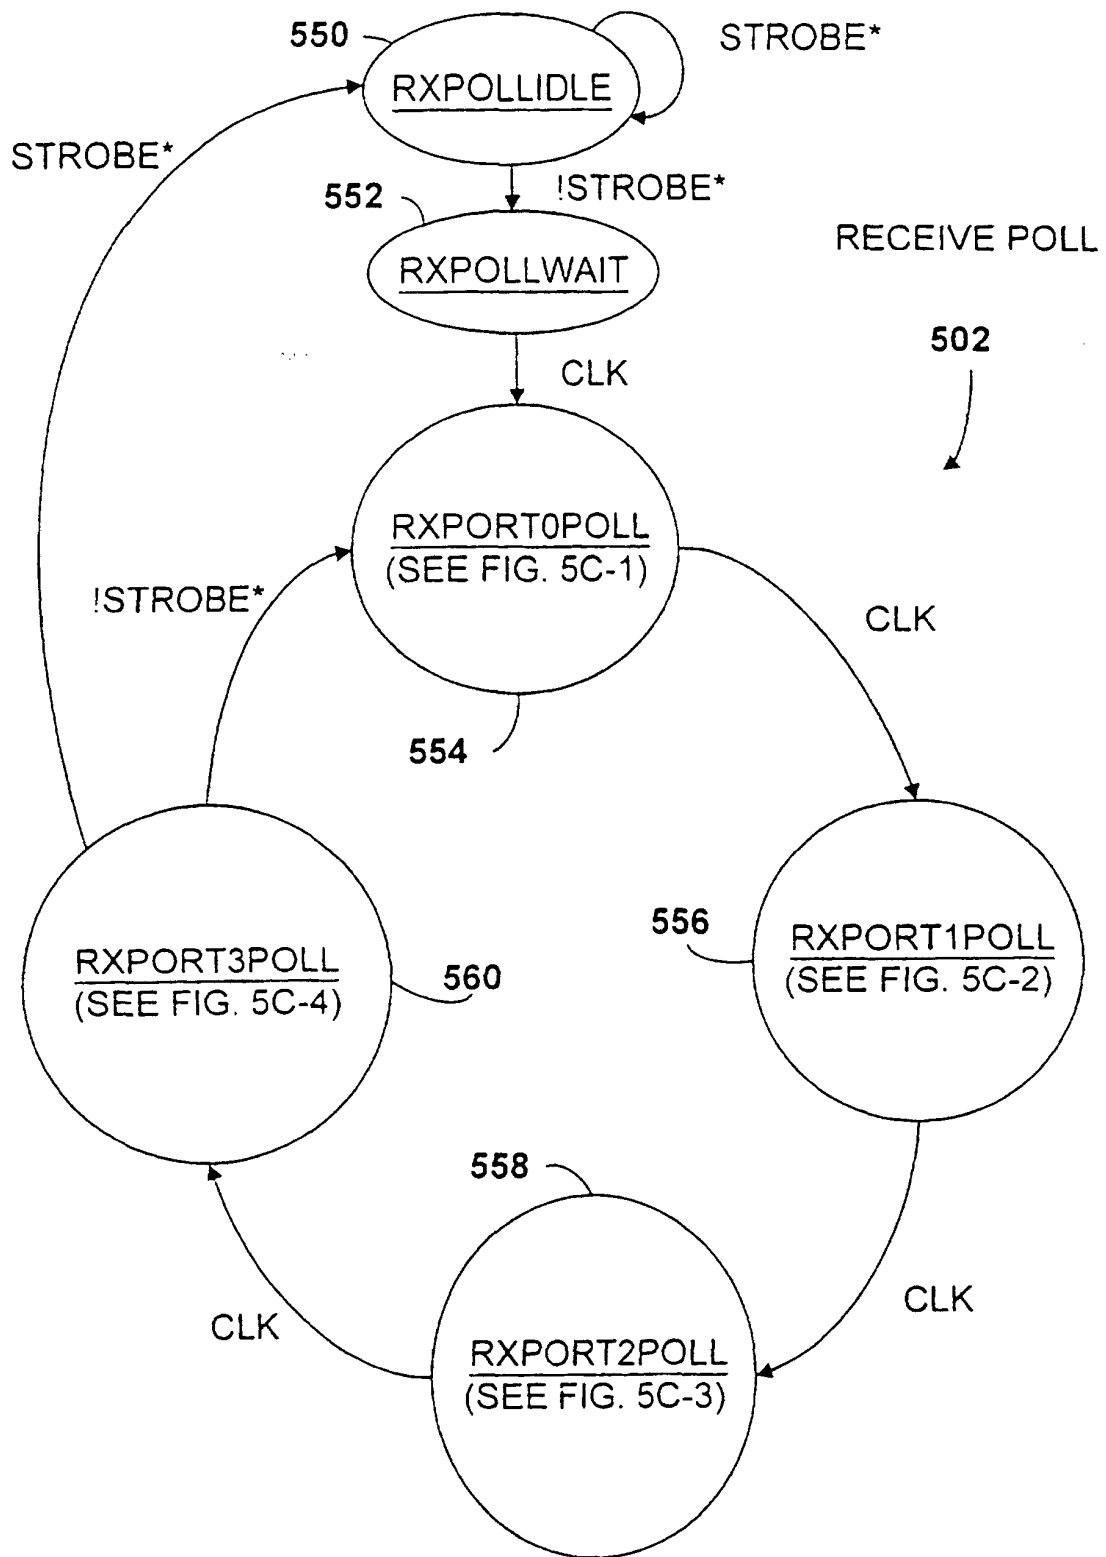 550
STROBE*
RXPOLLIDLE
STROBE*
!STROBE*
552
RXPOLLWAIT
RECEIVE POLL
502
CLK
RXPORT0POLL
(SEE FIG. 5C-1)
!STROBE*
CLK
554
556
RXPORT1POLL
(SEE FIG. 5C-2)
RXPORT3POLL
(SEE FIG. 5C-4)
560
558
CLK
CLK
RXPORT2POLL
(SEE FIG. 5C-3)